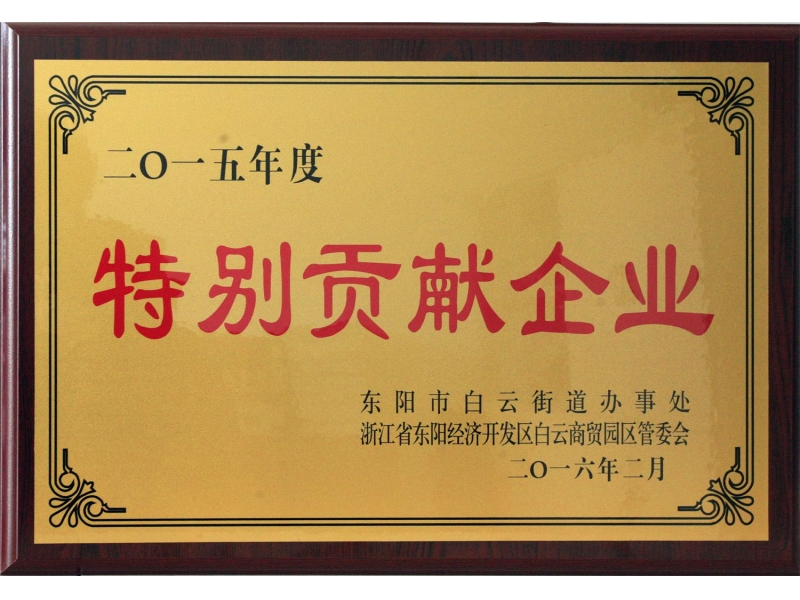 二〇一五年度
特别贡献企业
东阳市白云街道办事处
浙江省东阳经济开发区白云商贸园区管委会
二〇一六年二月